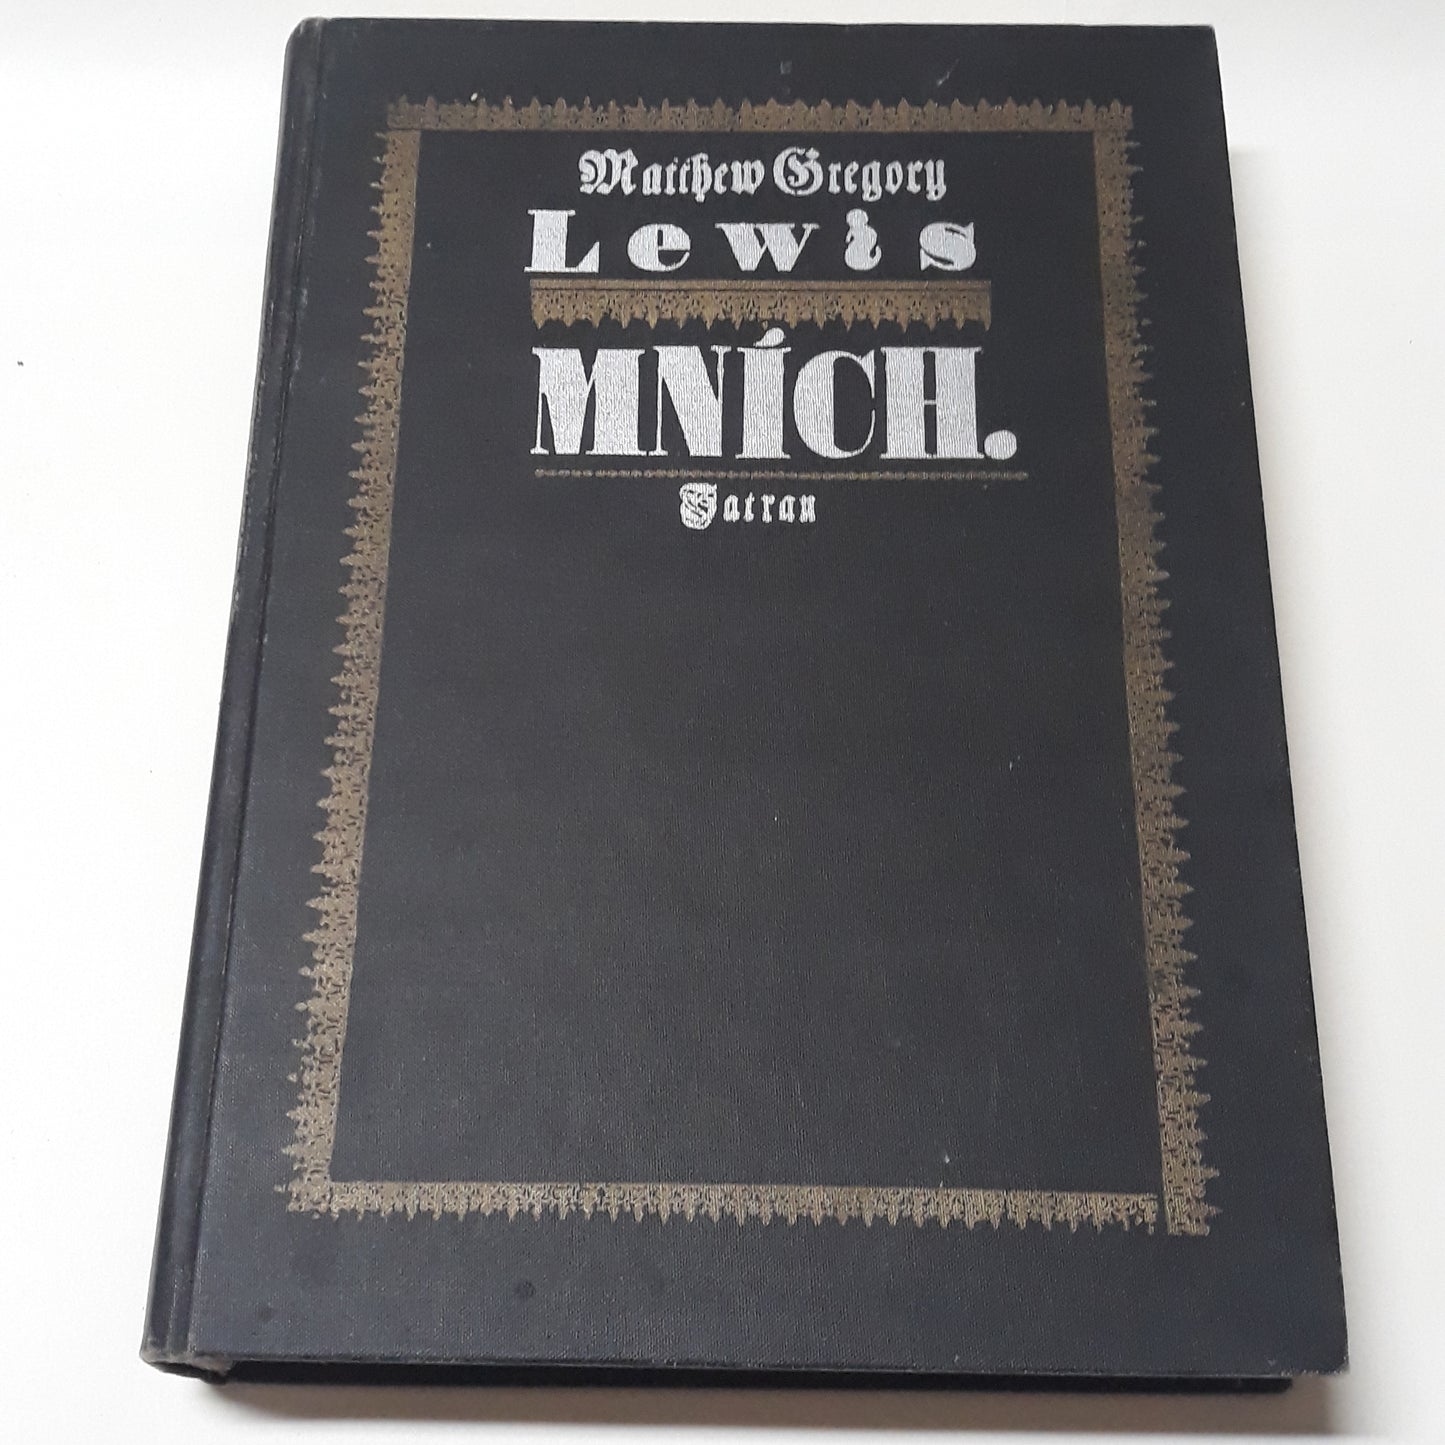 Matthew Gregory
Lewis
MNÍCH.
Tatran